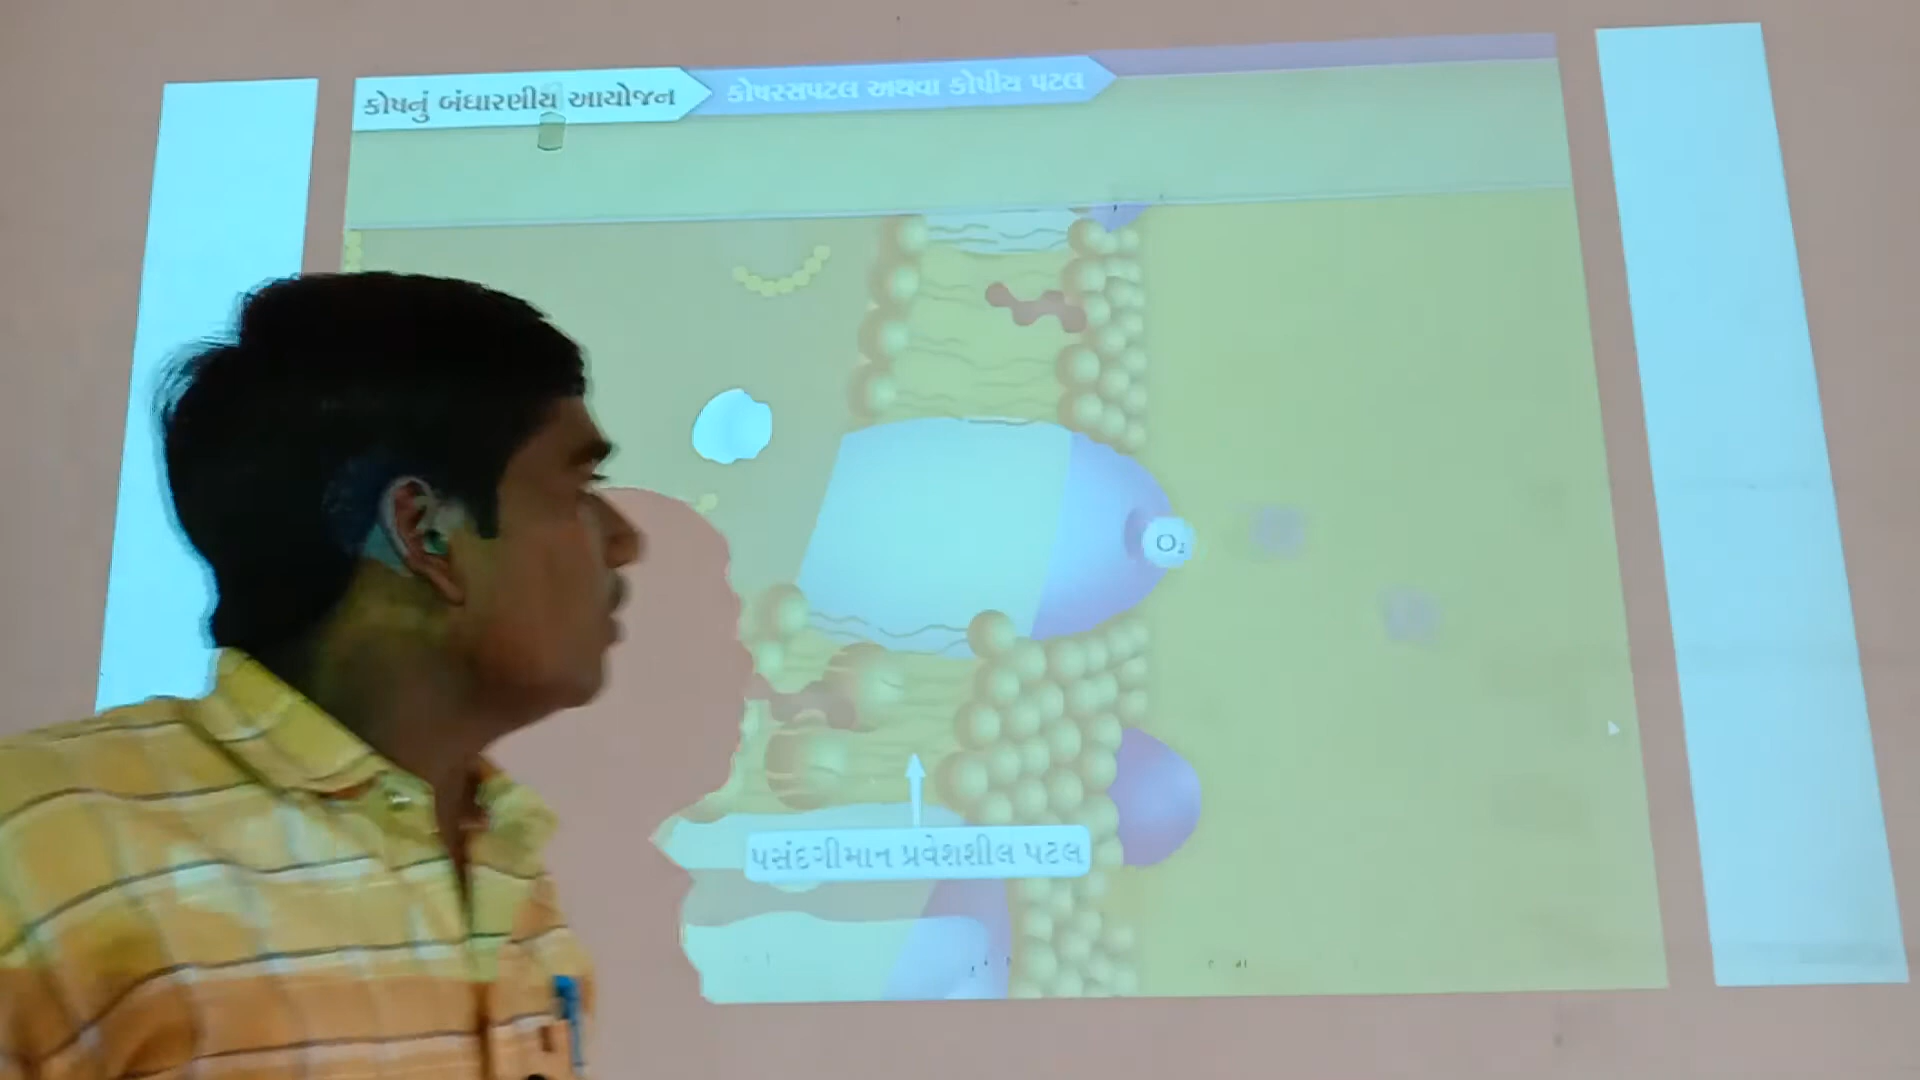 કોષનું બંધારણીય આયોજન
કોષરસપટલ અથવા કોષીય પટલ
O₂
પસંદગીમાન પ્રવેશશીલ પટલ